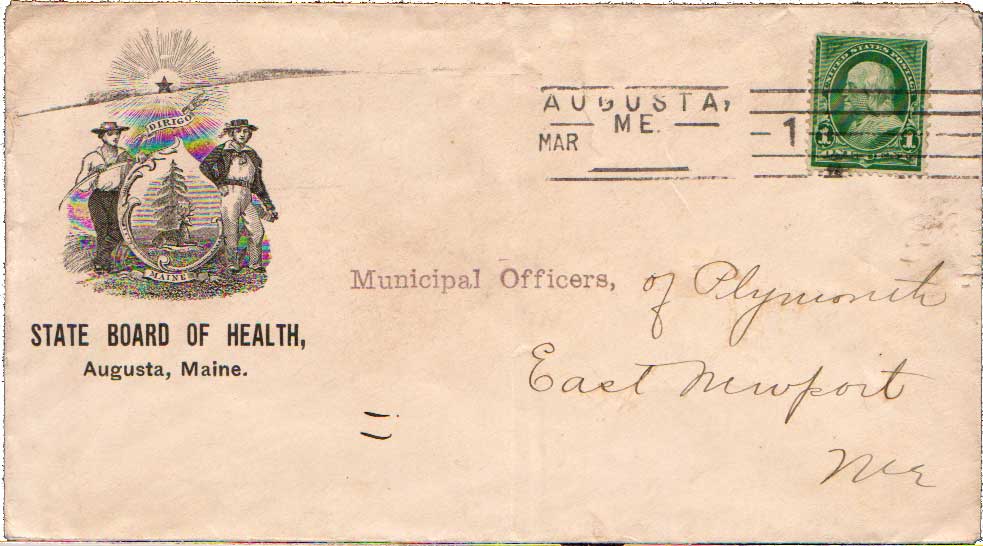 DIRIGO
MAINE
STATE BOARD OF HEALTH,
Augusta, Maine.
AUGUSTA,
ME.
MAR
1
UNITED STATES POSTAGE
1 1
ONE
Municipal Officers, of Plymouth
East Newport
Me